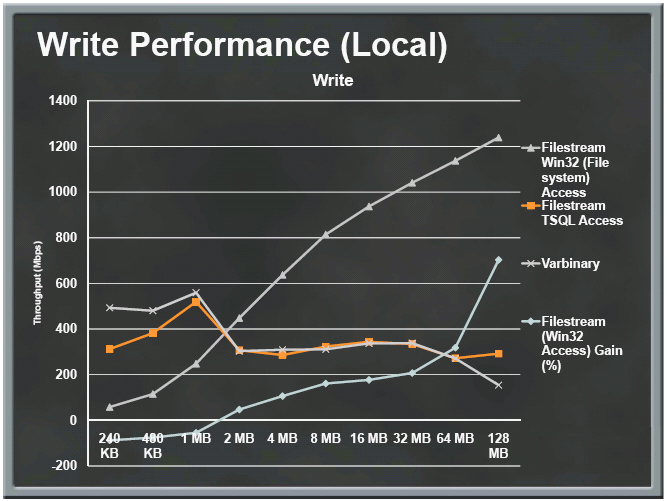 Write Performance (Local)
Write
1400
1200
1000
800
600
400
200
0
-200
Throughput (Mbps)
240
KB
480
KB
1 MB
2 MB
4 MB
8 MB
16 MB
32 MB
64 MB
128
MB
Filestream
Win32 (File
system)
Access
Filestream
TSQL Access
Varbinary
Filestream
(Win32
Access) Gain
(%)